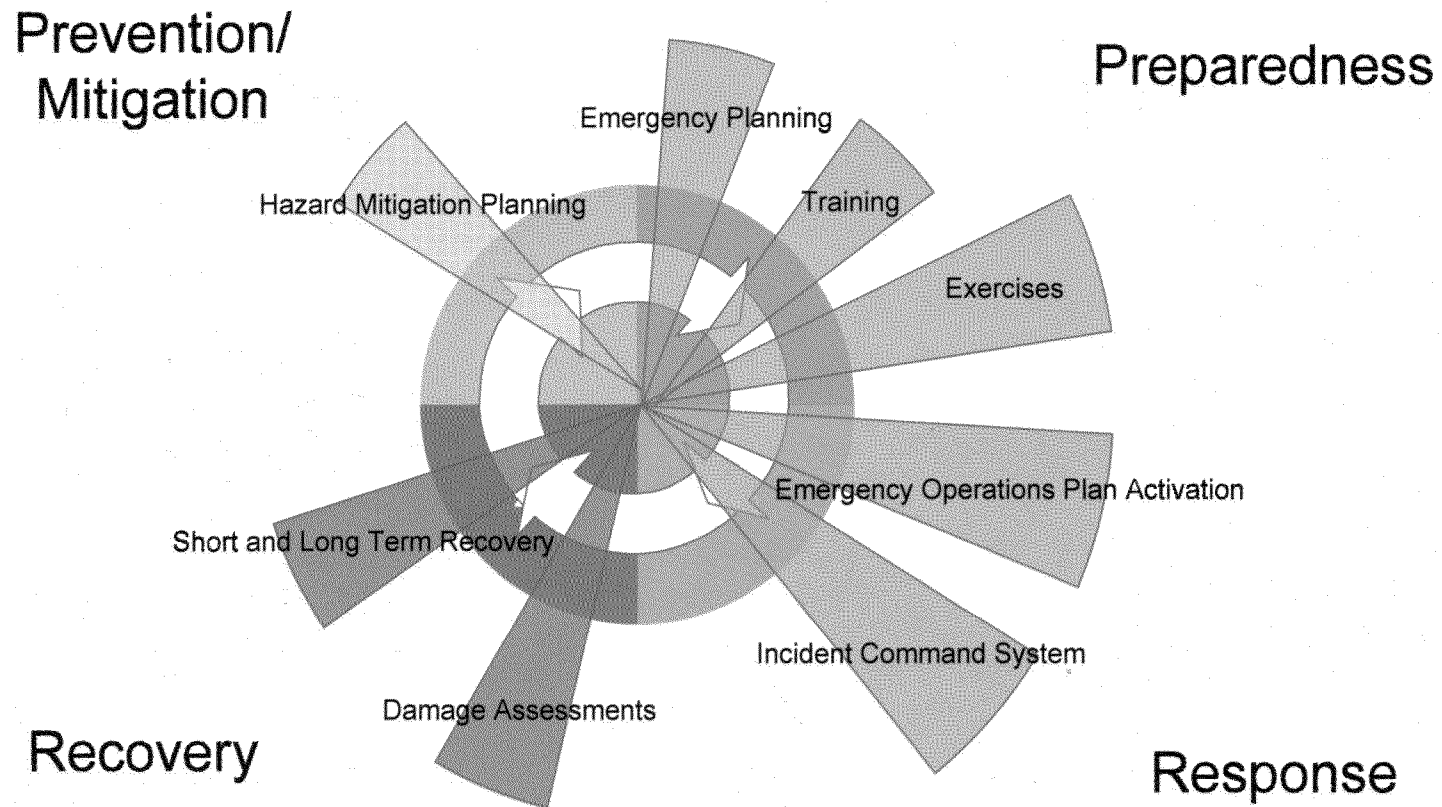 Prevention/
Mitigation
Preparedness
Emergency Planning
Hazard Mitigation Planning
Training
Exercises
Emergency Operations Plan Activation
Short and Long Term Recovery
Incident Command System
Damage Assessments
Recovery
Response